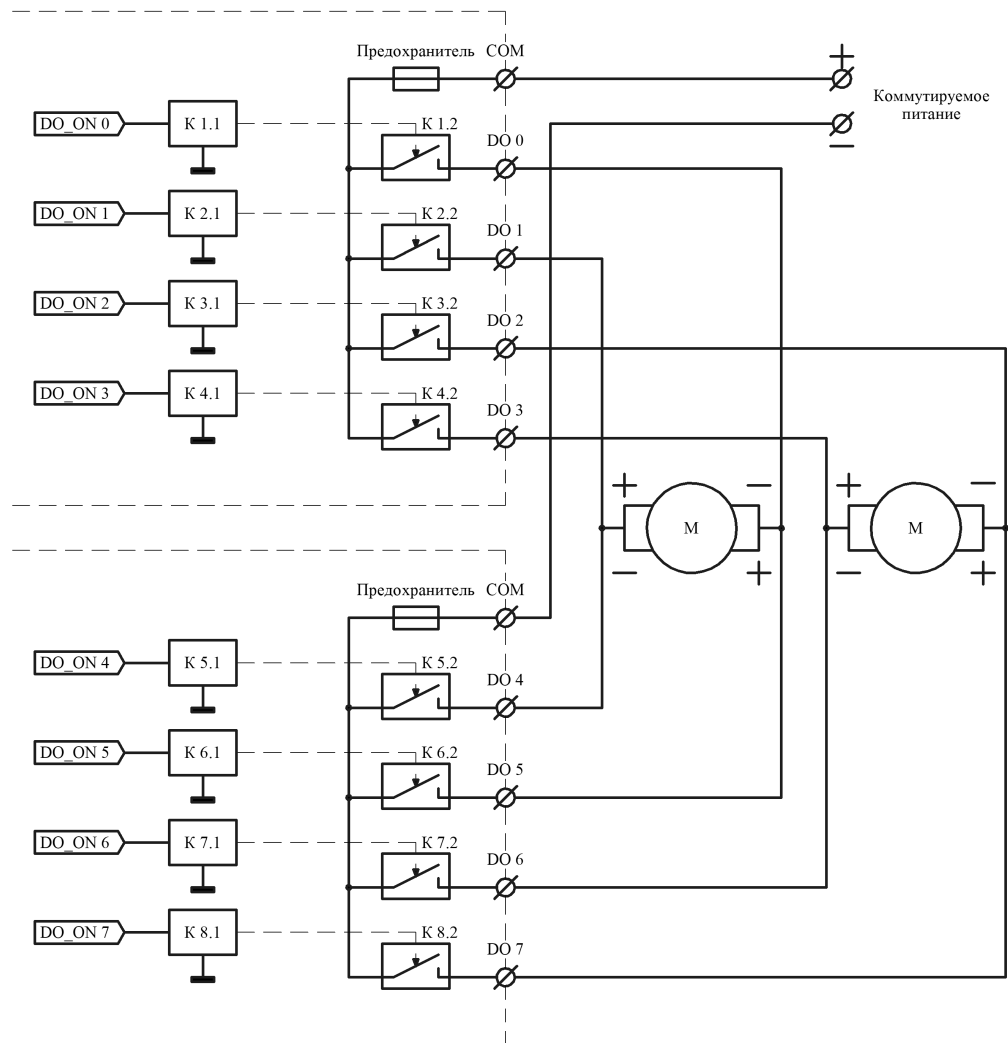 Предохранитель COM
+
DO_ON 0 К 1.1 К 1.2 DO 0
Коммутируемое
питание
−
DO_ON 1 К 2.1 К 2.2 DO 1
DO_ON 2 К 3.1 К 3.2 DO 2
DO_ON 3 К 4.1 К 4.2 DO 3
+ − + −
М М
− + − +
Предохранитель COM
DO_ON 4 К 5.1 К 5.2 DO 4
DO_ON 5 К 6.1 К 6.2 DO 5
DO_ON 6 К 7.1 К 7.2 DO 6
DO_ON 7 К 8.1 К 8.2 DO 7